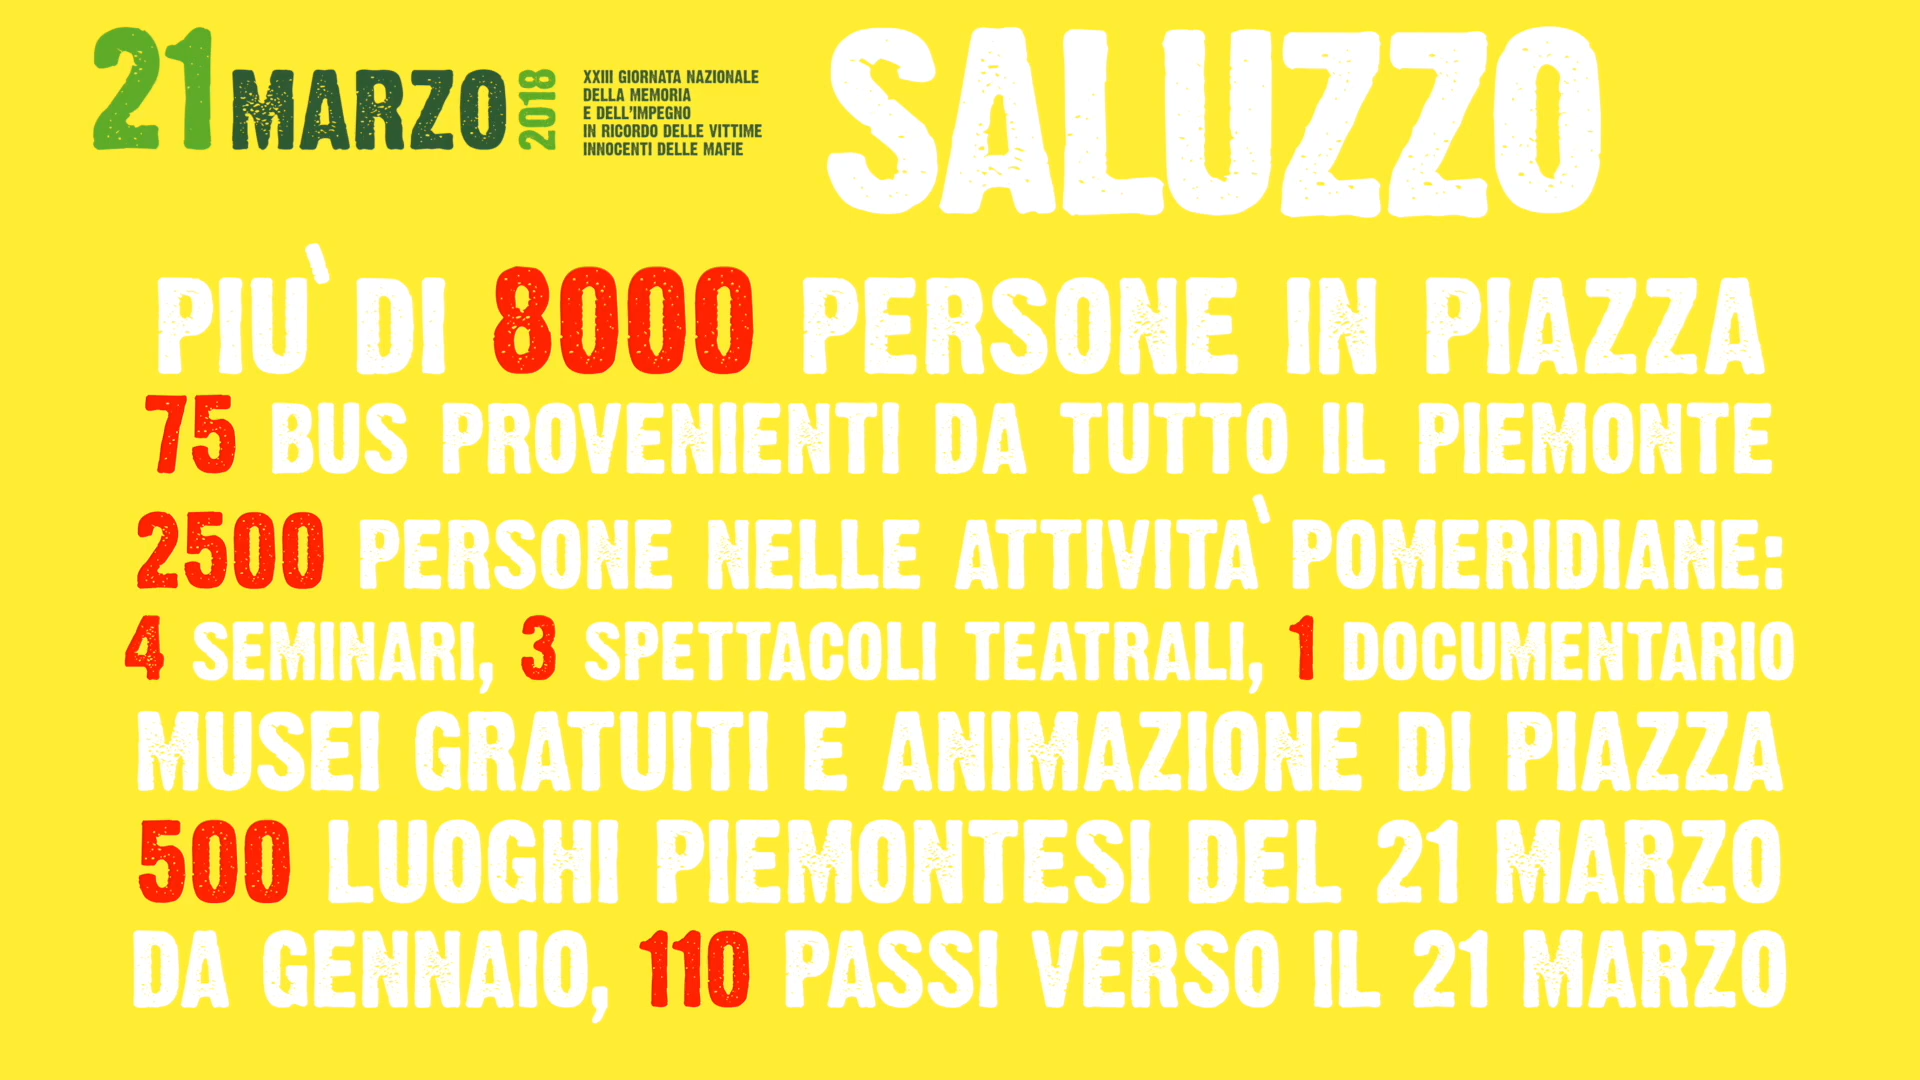 21 MARZO 2018
XXIII GIORNATA NAZIONALE
DELLA MEMORIA
E DELL'IMPEGNO
IN RICORDO DELLE VITTIME
INNOCENTI DELLE MAFIE
SALUZZO
PIU` DI 8000 PERSONE IN PIAZZA
75 BUS PROVENIENTI DA TUTTO IL PIEMONTE
2500 PERSONE NELLE ATTIVITA` POMERIDIANE:
4 SEMINARI, 3 SPETTACOLI TEATRALI, 1 DOCUMENTARIO
MUSEI GRATUITI E ANIMAZIONE DI PIAZZA
500 LUOGHI PIEMONTESI DEL 21 MARZO
DA GENNAIO, 110 PASSI VERSO IL 21 MARZO